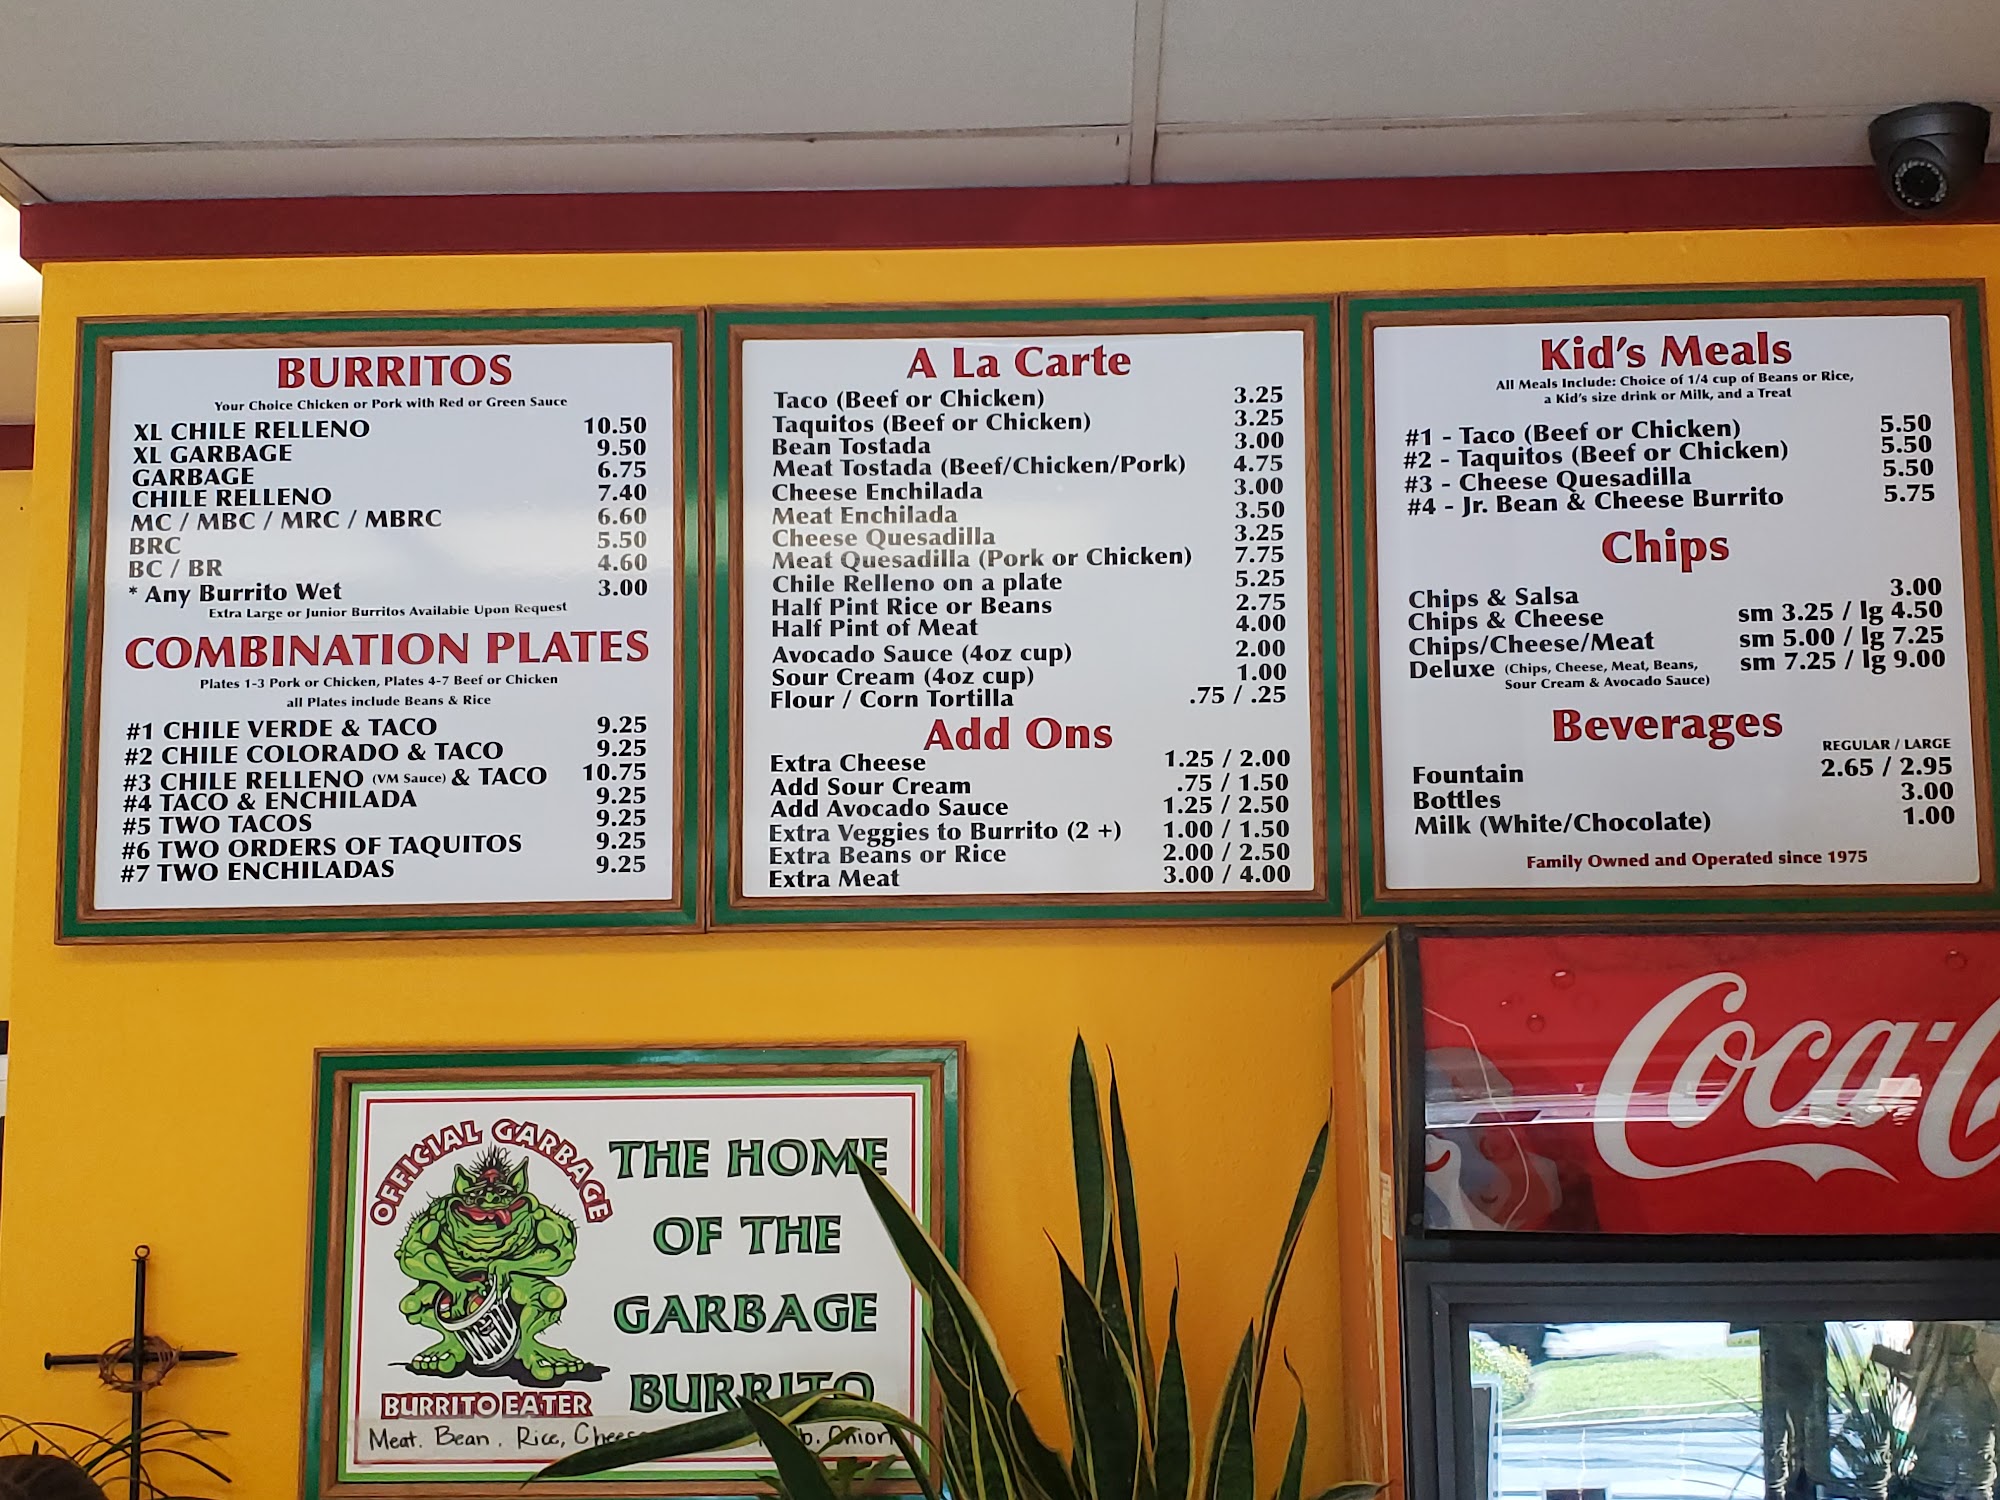 BURRITOS
Your Choice Chicken or Pork with Red or Green Sauce
XL CHILE RELLENO 10.50
XL GARBAGE 9.50
GARBAGE 6.75
CHILE RELLENO 7.40
MC / MBC / MRC / MBRC 6.60
BRC 5.50
BC / BR 4.60
* Any Burrito Wet 3.00
Extra Large or Junior Burritos Available Upon Request
COMBINATION PLATES
Plates 1-3 Pork or Chicken, Plates 4-7 Beef or Chicken
all Plates include Beans & Rice
#1 CHILE VERDE & TACO 9.25
#2 CHILE COLORADO & TACO 9.25
#3 CHILE RELLENO (VM Sauce) & TACO 10.75
#4 TACO & ENCHILADA 9.25
#5 TWO TACOS 9.25
#6 TWO ORDERS OF TAQUITOS 9.25
#7 TWO ENCHILADAS 9.25
A La Carte
Taco (Beef or Chicken) 3.25
Taquitos (Beef or Chicken) 3.25
Bean Tostada 3.00
Meat Tostada (Beef/Chicken/Pork) 4.75
Cheese Enchilada 3.00
Meat Enchilada 3.50
Cheese Quesadilla 3.25
Meat Quesadilla (Pork or Chicken) 7.75
Chile Relleno on a plate 5.25
Half Pint Rice or Beans 2.75
Half Pint of Meat 4.00
Avocado Sauce (4oz cup) 2.00
Sour Cream (4oz cup) 1.00
Flour / Corn Tortilla .75 / .25
Add Ons
Extra Cheese 1.25 / 2.00
Add Sour Cream .75 / 1.50
Add Avocado Sauce 1.25 / 2.50
Extra Veggies to Burrito (2 +) 1.00 / 1.50
Extra Beans or Rice 2.00 / 2.50
Extra Meat 3.00 / 4.00
Kid's Meals
All Meals Include: Choice of 1/4 cup of Beans or Rice,
a Kid's size drink or Milk, and a Treat
#1 - Taco (Beef or Chicken) 5.50
#2 - Taquitos (Beef or Chicken) 5.50
#3 - Cheese Quesadilla 5.50
#4 - Jr. Bean & Cheese Burrito 5.75
Chips
Chips & Salsa 3.00
Chips & Cheese sm 3.25 / lg 4.50
Chips/Cheese/Meat sm 5.00 / lg 7.25
Deluxe (Chips, Cheese, Meat, Beans, sm 7.25 / lg 9.00
Sour Cream & Avocado Sauce)
Beverages
REGULAR / LARGE
Fountain 2.65 / 2.95
Bottles 3.00
Milk (White/Chocolate) 1.00
Family Owned and Operated since 1975
OFFICIAL GARBAGE
BURRITO EATER
THE HOME
OF THE
GARBAGE
BURRITO
Meat. Bean. Rice, Onion
Coca-C